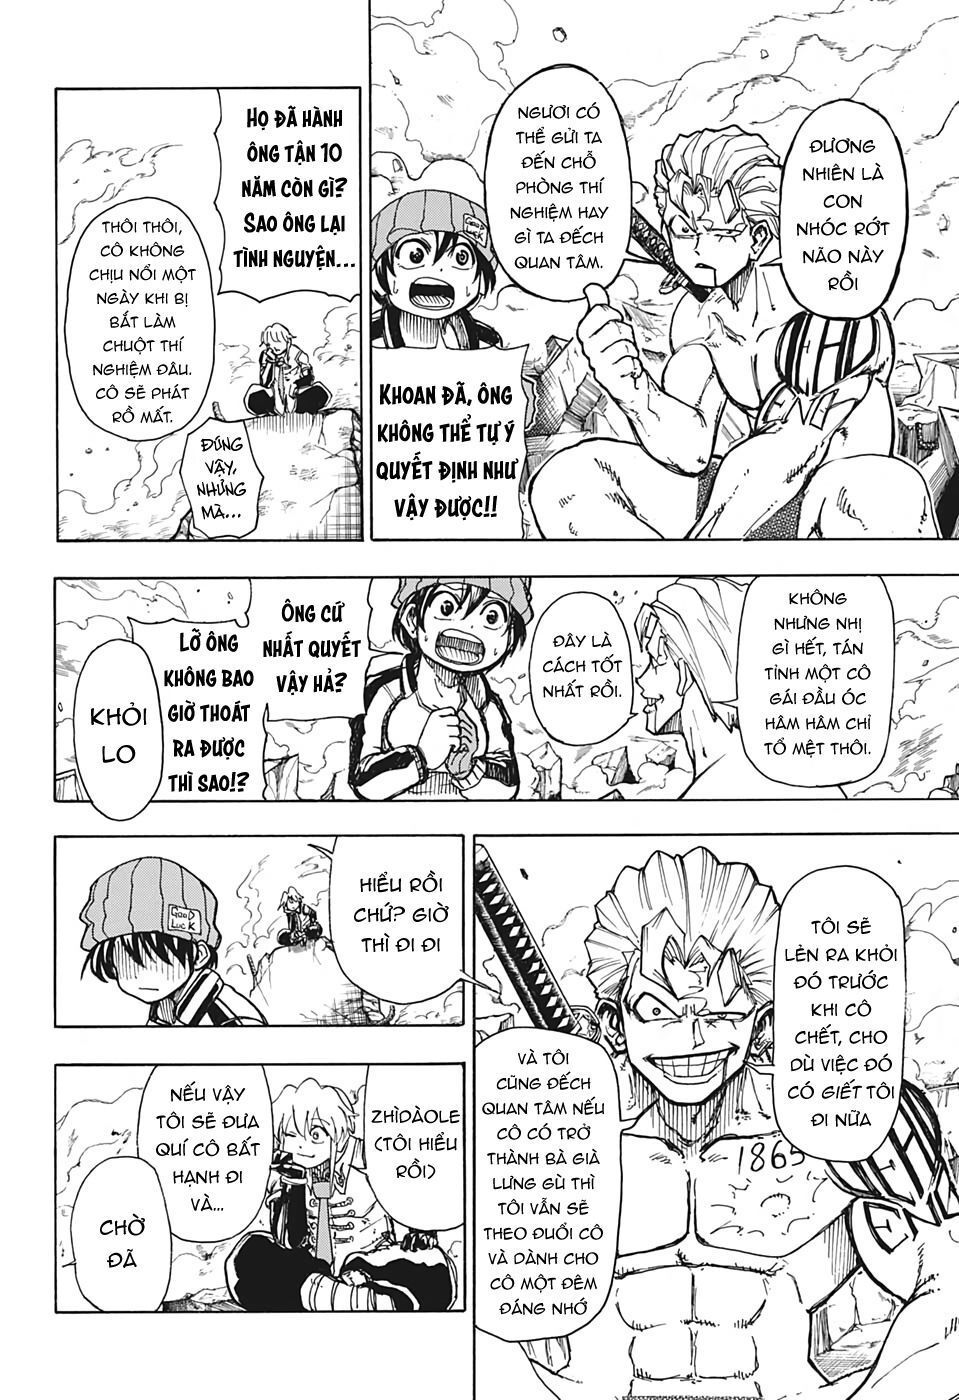 ĐƯƠNG
NHIÊN LÀ
CON
NHÓC RỚT
NÃO NÀY
RỒI
NGƯƠI CÓ
THỂ GỬI TA
ĐẾN CHỖ
PHÒNG THÍ
NGHIỆM HAY
GÌ TA ĐẾCH
QUAN TÂM.
GOOD
LUCK
KHOAN ĐÃ, ÔNG
KHÔNG THỂ TỰ Ý
QUYẾT ĐỊNH NHƯ
VẬY ĐƯỢC!!
HỌ ĐÃ HÀNH
ÔNG TẬN 10
NĂM CÒN GÌ?
SAO ÔNG LẠI
TÌNH NGUYỆN...
THÔI THÔI,
CÔ KHÔNG
CHỊU NỔI MỘT
NGÀY KHI BỊ
BẮT LÀM
CHUỘT THÍ
NGHIỆM ĐÂU.
CÔ SẼ PHÁT
RỒ MẤT.
ĐÚNG
VẬY,
NHƯNG
MÀ...
KHÔNG
NHƯNG NHỊ
GÌ HẾT, TÁN
TỈNH MỘT CÔ
GÁI ĐẦU ÓC
HÂM HÂM CHỈ
TỔ MỆT THÔI.
ĐÂY LÀ
CÁCH TỐT
NHẤT RỒI.
ÔNG CỨ
NHẤT QUYẾT
VẬY HẢ?
LỠ ÔNG
KHÔNG BAO
GIỜ THOÁT
RA ĐƯỢC
THÌ SAO!?
KHỎI
LO
TÔI SẼ
LẺN RA KHỎI
ĐÓ TRƯỚC
KHI CÔ
CHẾT, CHO
DÙ VIỆC ĐÓ
CÓ GIẾT TÔI
ĐI NỮA
1865
END
VÀ TÔI
CŨNG ĐẾCH
QUAN TÂM NẾU
CÔ CÓ TRỞ
THÀNH BÀ GIÀ
LƯNG GÙ THÌ
TÔI VẪN SẼ
THEO ĐUỔI CÔ
VÀ DÀNH CHO
CÔ MỘT ĐÊM
ĐÁNG NHỚ
HIỂU RỒI
CHỨ? GIỜ
THÌ ĐI ĐI
GOOD
LUCK
ZHÌDÀOLE
(TÔI HIỂU
RỒI)
NẾU VẬY
TÔI SẼ ĐƯA
QUÍ CÔ BẤT
HẠNH ĐI
VÀ...
CHỜ
ĐÃ